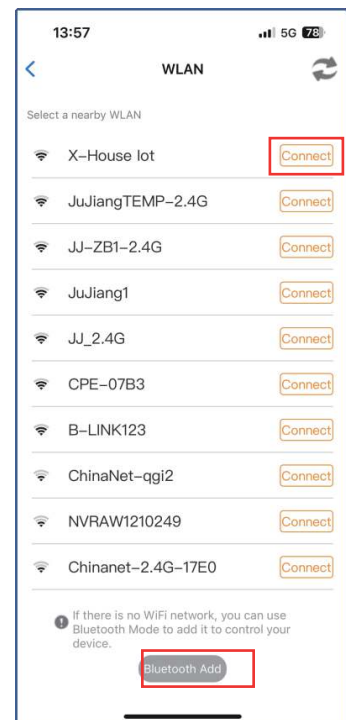 13:57 5G 78
WLAN
Select a nearby WLAN
X-House lot Connect
JuJiangTEMP-2.4G Connect
JJ-ZB1-2.4G Connect
JuJiang1 Connect
JJ_2.4G Connect
CPE-07B3 Connect
B-LINK123 Connect
ChinaNet-qgi2 Connect
NVRAW1210249 Connect
Chinanet-2.4G-17E0 Connect
If there is no WiFi network, you can use
Bluetooth Mode to add it to control your
device.
Bluetooth Add